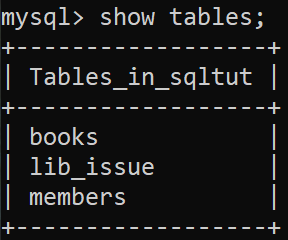 mysql> show tables;
+------------------+
| Tables_in_sqltut |
+------------------+
| books            |
| lib_issue        |
| members          |
+------------------+